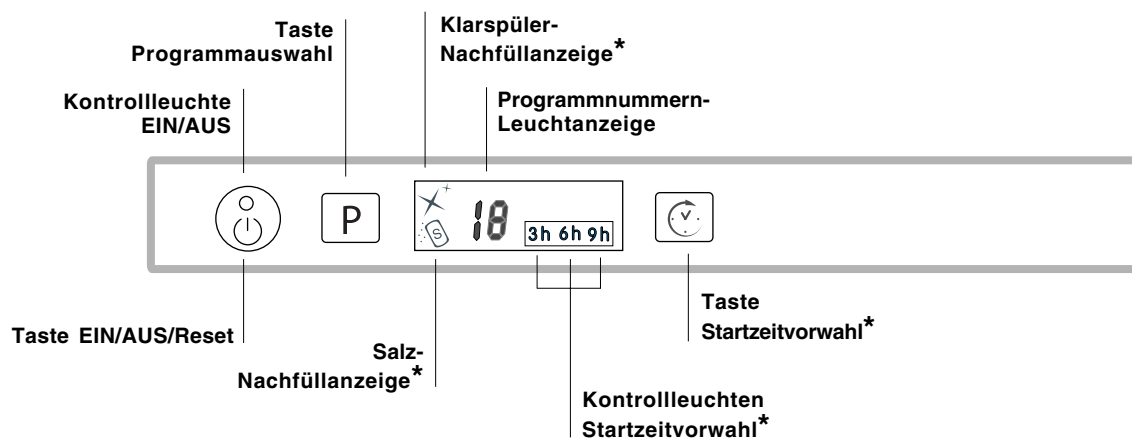 Taste
Programmauswahl
Klarspüler-
Nachfüllanzeige*
Kontrollleuchte
EIN/AUS
Programmnummern-
Leuchtanzeige
P
S
18
3h 6h 9h
Taste EIN/AUS/Reset
Salz-
Nachfüllanzeige*
Taste
Startzeitvorwahl*
Kontrollleuchten
Startzeitvorwahl*